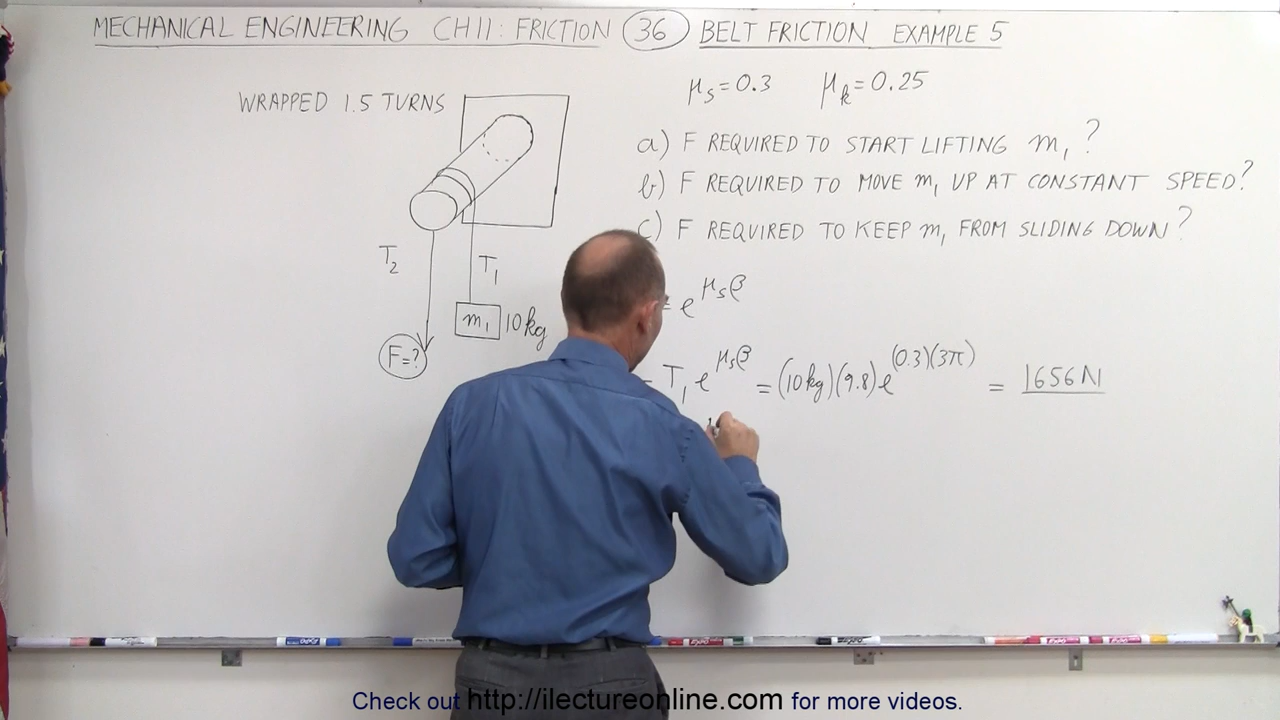 MECHANICAL ENGINEERING CH 11: FRICTION 36 BELT FRICTION EXAMPLE 5
WRAPPED 1.5 TURNS
μs=0.3 μk=0.25
a) F REQUIRED TO START LIFTING m₁?
b) F REQUIRED TO MOVE m₁ UP AT CONSTANT SPEED?
c) F REQUIRED TO KEEP m₁ FROM SLIDING DOWN?
T₂
T₁
m₁ 10kg
F=?
= e^μsβ
= T₁ e^μsβ = (10kg)(9.8)e^(0.3)(3π) = 1656N
Check out http://ilectureonline.com for more videos.